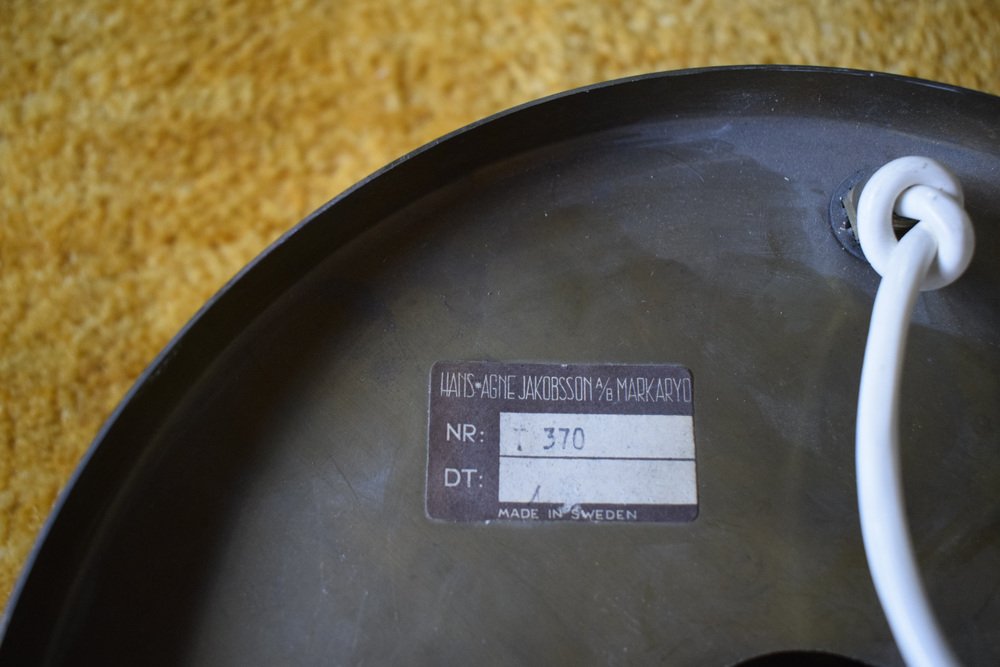 HANS*AGNE JAKOBSSON A/B MARKARYD
NR: T 370
DT:
MADE IN SWEDEN